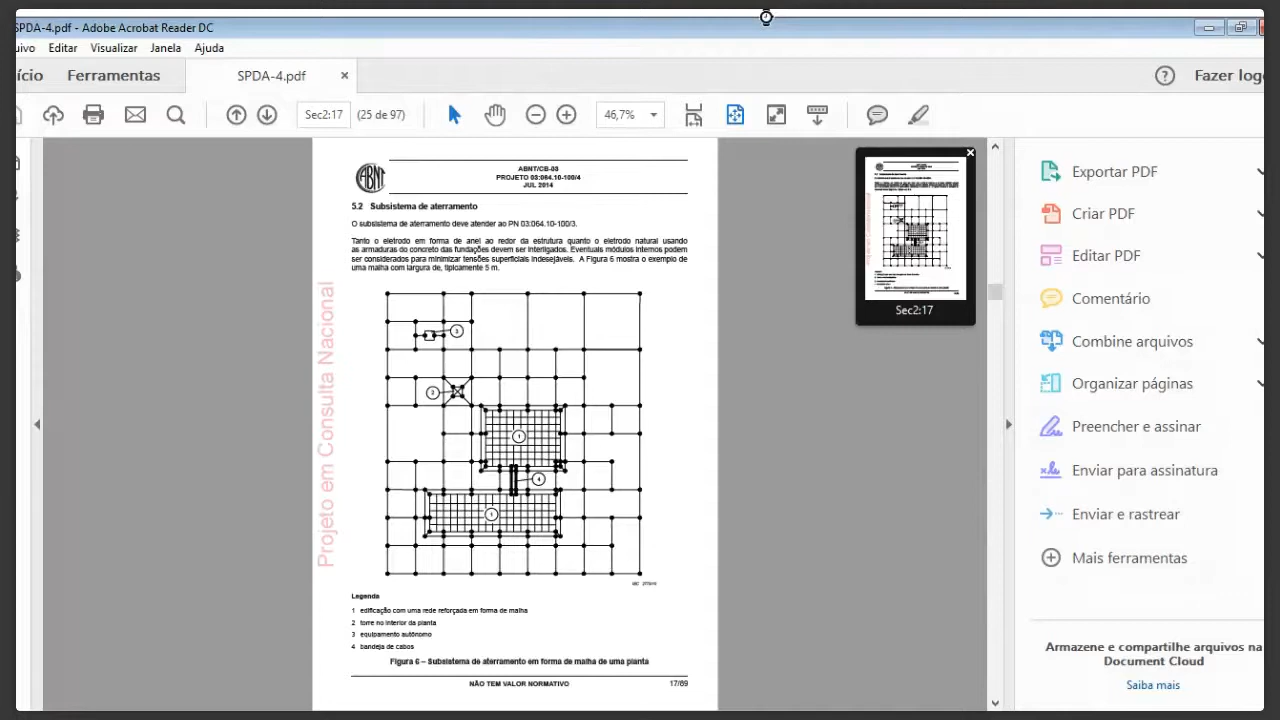 SPDA-4.pdf - Adobe Acrobat Reader DC
uivo Editar Visualizar Janela Ajuda
ício Ferramentas SPDA-4.pdf × Fazer log
Sec2:17 (25 de 97) 46,7%
ABNT
ABNT/CB-03
PROJETO 03:064.10-100/4
JUL 2014
5.2 Subsistema de aterramento
O subsistema de aterramento deve atender ao PN 03:064.10-100/3.
Tanto o eletrodo em forma de anel ao redor da estrutura quanto o eletrodo natural usando
as armaduras do concreto das fundações devem ser interligados. Eventuais módulos internos podem
ser considerados para minimizar tensões superficiais indesejáveis. A Figura 6 mostra o exemplo de
uma malha com largura de, tipicamente 5 m.
Projeto em Consulta Nacional
3
2
1
4
1
Legenda
1 edificação com uma rede reforçada em forma de malha
2 torre no interior da planta
3 equipamento autônomo
4 bandeja de cabos
Figura 6 – Subsistema de aterramento em forma de malha de uma planta
NÃO TEM VALOR NORMATIVO 17/89
Sec2:17
Exportar PDF
Criar PDF
Editar PDF
Comentário
Combine arquivos
Organizar páginas
Preencher e assinar
Enviar para assinatura
Enviar e rastrear
Mais ferramentas
Armazene e compartilhe arquivos na
Document Cloud
Saiba mais